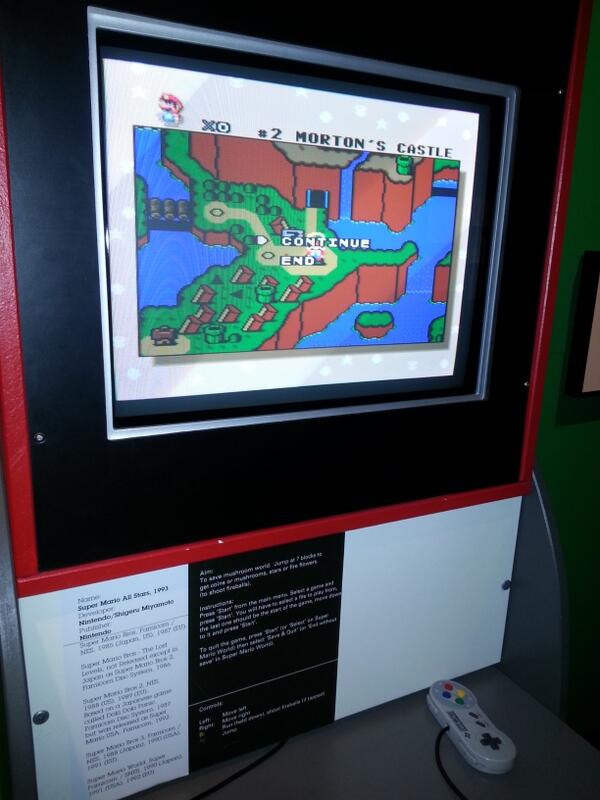 X0
#2 MORTON'S CASTLE
CONTINUE
END
Name:
Super Mario All Stars, 1993
Developer:
Nintendo/Shigeru Miyamoto
Publisher:
Nintendo
Super Mario Bros, Famicom /
NES, 1985 (Japan, US), 1987 (EU).
Super Mario Bros - The Lost
Levels, not Released except in
Japan as Super Mario Bros 2,
Famicom Disc System, 1986
Super Mario Bros 2, NES,
1988 (US), 1989 (EU).
Based on a Japanese game
called Doki Doki Panic,
Famicom Disc System, 1987
but was released as Super
Mario USA, Famicom,
Super Mario Bros 3, Famicom /
NES, 1988 (Japan), 1990 (USA),
1991 (EU).
Super Mario World, Super
Famicom / SNES, 1990 (Japan),
1991 (USA), 1992 (EU).
Aim:
To save mushroom world. Jump at ? blocks to
get coins or mushrooms, stars or fire flowers
(to shoot fireballs).
Instructions:
Press 'Start' from the main menu. Select a game and
press 'Start'. You will have to select a file to play from,
the last one should be the start of the game, move down
to it and press 'Start'.
To quit the game, press 'Start' (or 'Select' on Super
Mario World) then select 'Save & Quit' (or 'End without
save' in Super Mario World).
Controls:
Left: Move left
Right: Move right
Run (held down), shoot fireballs (if tapped)
Jump